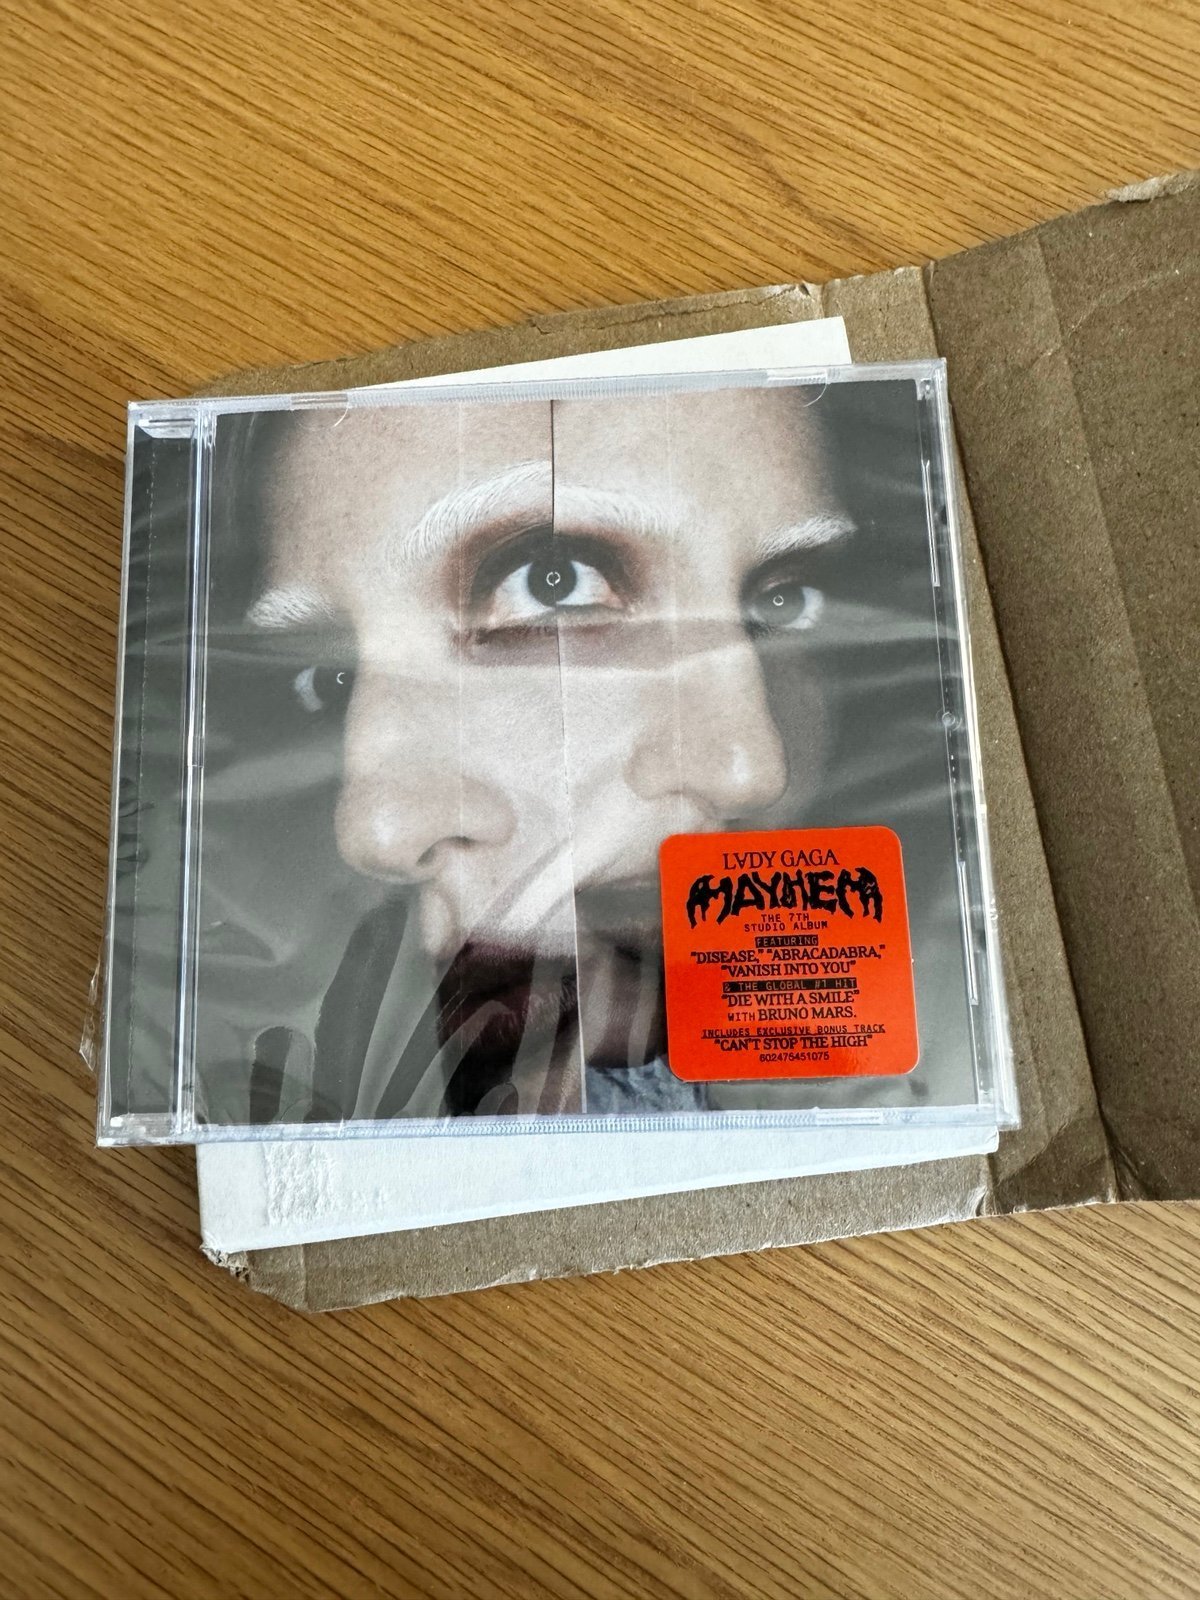 LVDY GAGA
MAYHEM
THE 7TH
STUDIO ALBUM
FEATURING
"DISEASE," "ABRACADABRA,"
"VANISH INTO YOU"
& THE GLOBAL #1 HIT
"DIE WITH A SMILE"
WITH BRUNO MARS.
INCLUDES EXCLUSIVE BONUS TRACK
"CAN'T STOP THE HIGH"
602475451075